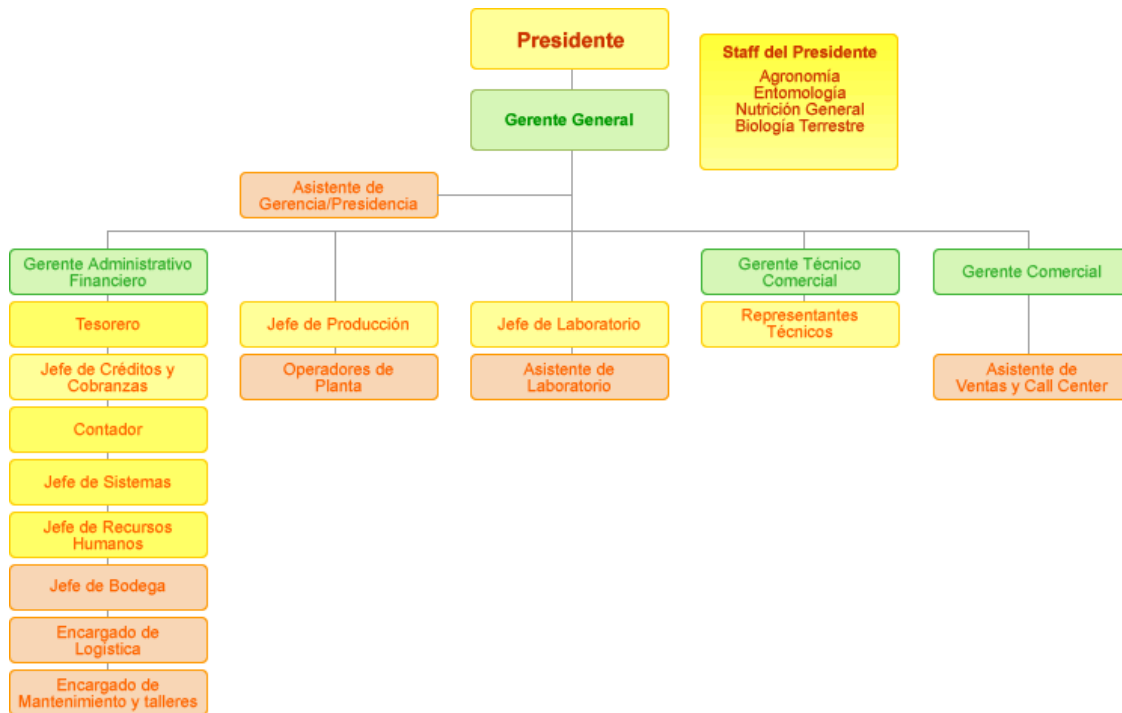 Presidente
Staff del Presidente
Agronomía
Entomología
Nutrición General
Biología Terrestre
Gerente General
Asistente de
Gerencia/Presidencia
Gerente Administrativo
Financiero
Gerente Técnico
Comercial
Gerente Comercial
Tesorero
Jefe de Producción
Jefe de Laboratorio
Representantes
Técnicos
Jefe de Créditos y
Cobranzas
Operadores de
Planta
Asistente de
Laboratorio
Asistente de
Ventas y Call Center
Contador
Jefe de Sistemas
Jefe de Recursos
Humanos
Jefe de Bodega
Encargado de
Logística
Encargado de
Mantenimiento y talleres